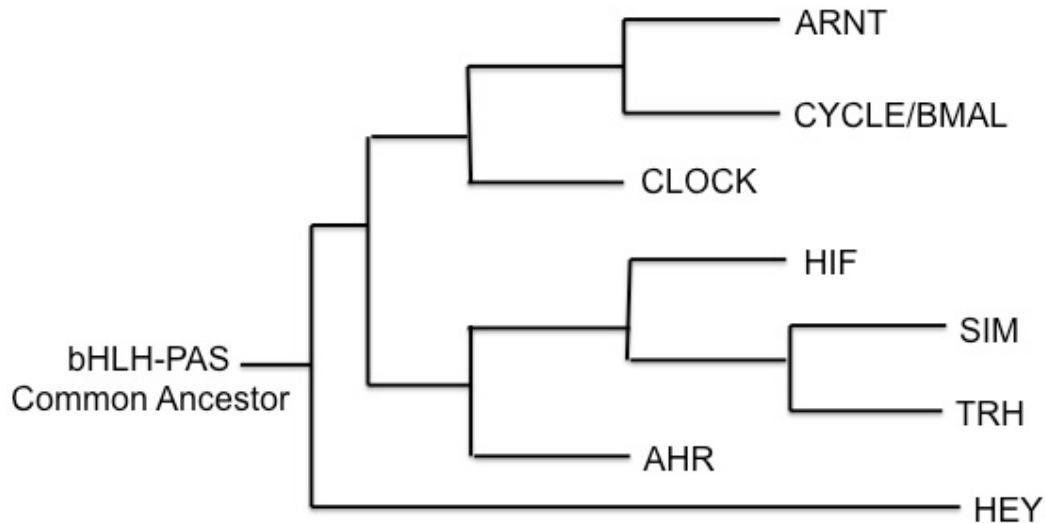 ARNT
CYCLE/BMAL
CLOCK
HIF
SIM
bHLH-PAS
Common Ancestor
TRH
AHR
HEY